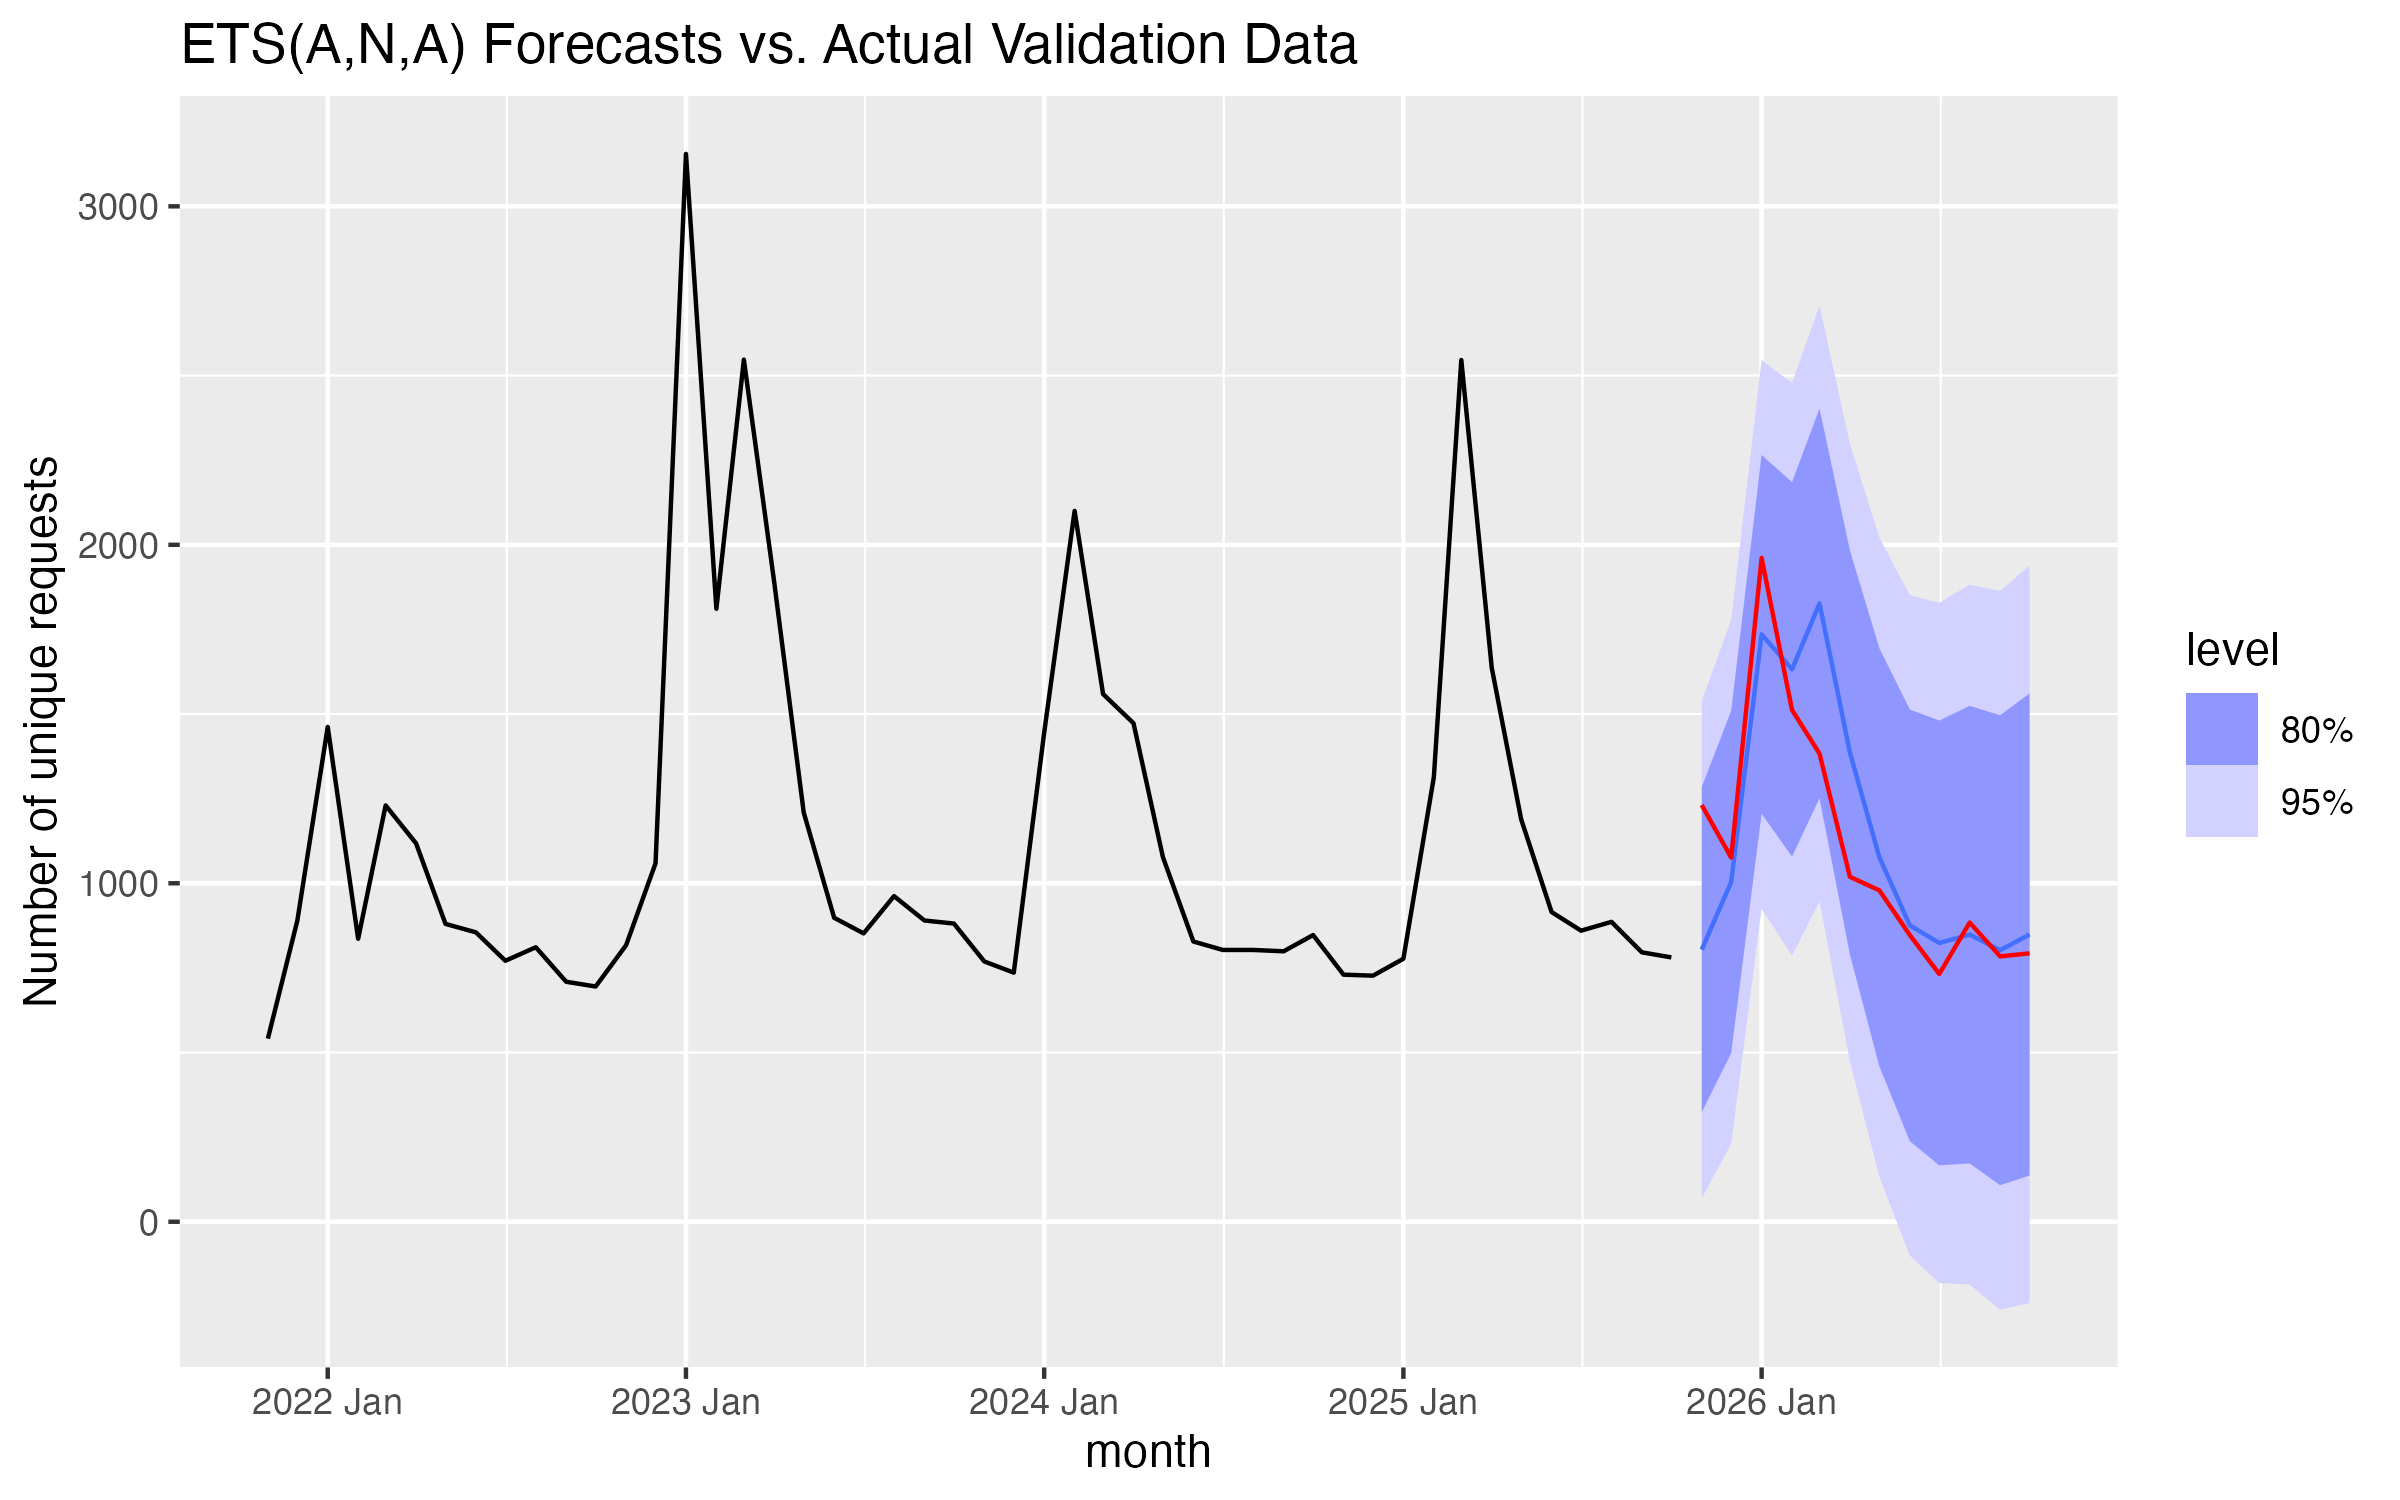 ETS(A,N,A) Forecasts vs. Actual Validation Data
Number of unique requests
3000
2000
1000
0
2022 Jan
2023 Jan
2024 Jan
2025 Jan
2026 Jan
month
level
80%
95%